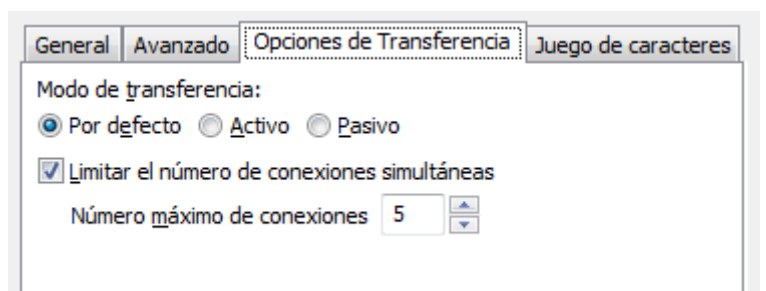 General Avanzado Opciones de Transferencia Juego de caracteres
Modo de transferencia:
Por defecto Activo Pasivo
Limitar el número de conexiones simultáneas
Número máximo de conexiones 5